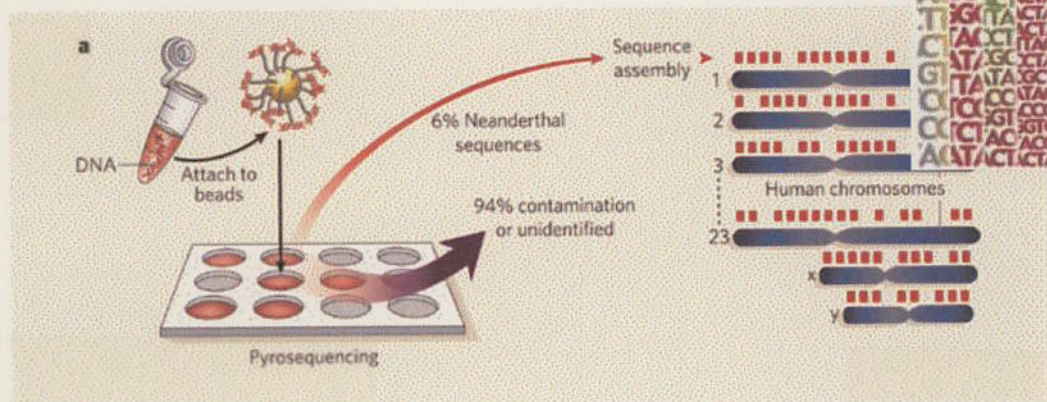 a
DNA
Attach to
beads
Pyrosequencing
6% Neanderthal
sequences
94% contamination
or unidentified
Sequence
assembly
1
2
3
Human chromosomes
23
x
y